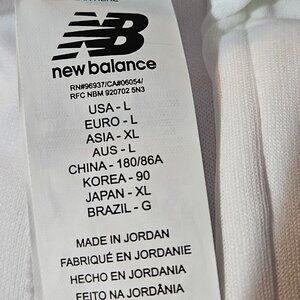 new balance
RN#96937/CA#06054/
RFC NBM 920702 5N3
USA - L
EURO - L
ASIA - XL
AUS - L
CHINA - 180/86A
KOREA - 90
JAPAN - XL
BRAZIL - G
MADE IN JORDAN
FABRIQUÉ EN JORDANIE
HECHO EN JORDANIA
FEITO NA JORDÂNIA